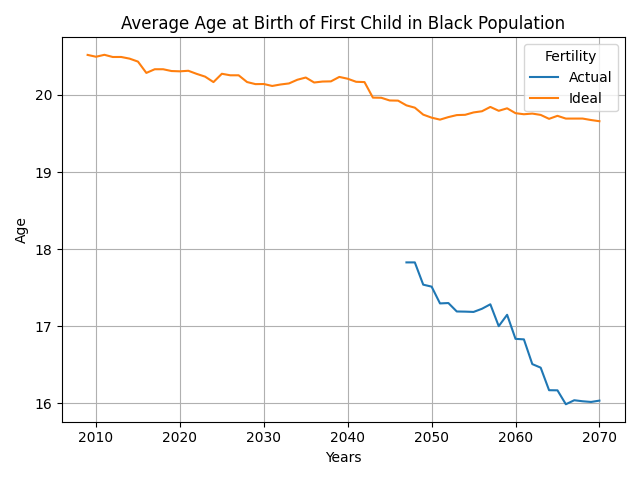 Average Age at Birth of First Child in Black Population
Fertility
Actual
Ideal
Age
20
19
18
17
16
2010 2020 2030 2040 2050 2060 2070
Years